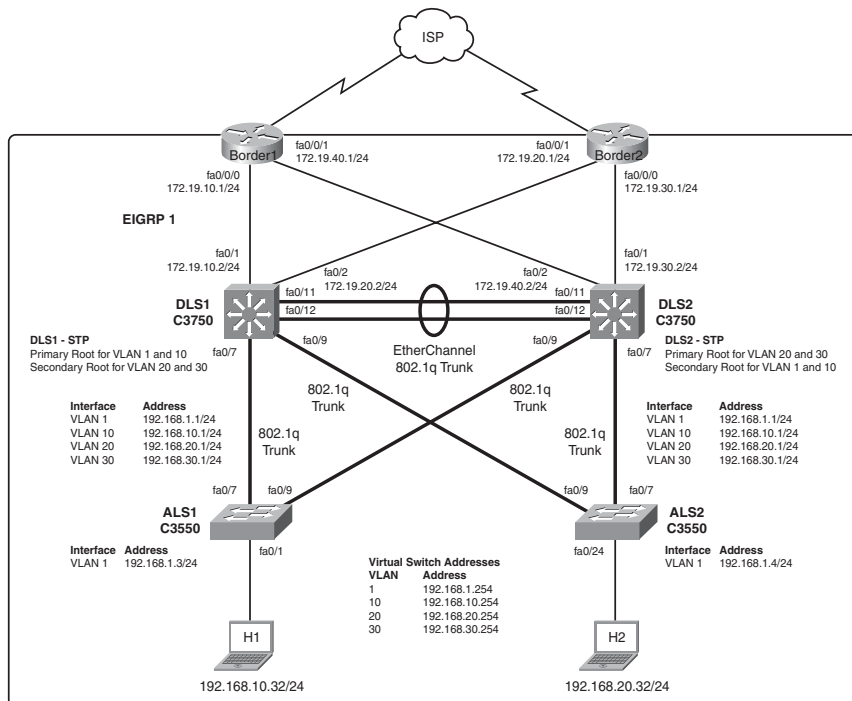 ISP
Border1
Border2
fa0/0/1
172.19.40.1/24
fa0/0/1
172.19.20.1/24
fa0/0/0
172.19.10.1/24
fa0/0/0
172.19.30.1/24
EIGRP 1
fa0/1
172.19.10.2/24
fa0/2
172.19.20.2/24
fa0/2
172.19.40.2/24
fa0/1
172.19.30.2/24
DLS1
C3750
fa0/11
fa0/12
fa0/11
fa0/12
DLS2
C3750
DLS1 - STP
Primary Root for VLAN 1 and 10
Secondary Root for VLAN 20 and 30
fa0/7
fa0/9
EtherChannel
802.1q Trunk
fa0/9
fa0/7
DLS2 - STP
Primary Root for VLAN 20 and 30
Secondary Root for VLAN 1 and 10
Interface Address
VLAN 1 192.168.1.1/24
VLAN 10 192.168.10.1/24
VLAN 20 192.168.20.1/24
VLAN 30 192.168.30.1/24
802.1q
Trunk
802.1q
Trunk
802.1q
Trunk
802.1q
Trunk
Interface Address
VLAN 1 192.168.1.1/24
VLAN 10 192.168.10.1/24
VLAN 20 192.168.20.1/24
VLAN 30 192.168.30.1/24
fa0/7
fa0/9
fa0/9
fa0/7
ALS1
C3550
ALS2
C3550
Interface Address
VLAN 1 192.168.1.3/24
fa0/1
fa0/24
Interface Address
VLAN 1 192.168.1.4/24
Virtual Switch Addresses
VLAN Address
1 192.168.1.254
10 192.168.10.254
20 192.168.20.254
30 192.168.30.254
H1
192.168.10.32/24
H2
192.168.20.32/24